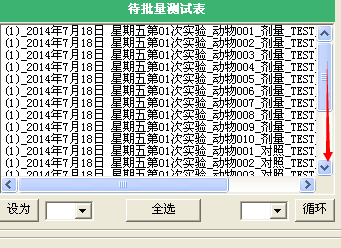 待批量测试表
(1)_2014年7月18日 星期五第01次实验_动物001_剂量_TEST
(1)_2014年7月18日 星期五第01次实验_动物002_剂量_TEST
(1)_2014年7月18日 星期五第01次实验_动物003_剂量_TEST
(1)_2014年7月18日 星期五第01次实验_动物004_剂量_TEST
(1)_2014年7月18日 星期五第01次实验_动物005_剂量_TEST
(1)_2014年7月18日 星期五第01次实验_动物006_剂量_TEST
(1)_2014年7月18日 星期五第01次实验_动物007_剂量_TEST
(1)_2014年7月18日 星期五第01次实验_动物008_剂量_TEST
(1)_2014年7月18日 星期五第01次实验_动物009_剂量_TEST
(1)_2014年7月18日 星期五第01次实验_动物010_剂量_TEST
(1)_2014年7月18日 星期五第01次实验_动物001_对照_TEST
(1)_2014年7月18日 星期五第01次实验_动物002_对照_TEST
(1)_2014年7月18日 星期五第01次实验_动物003_对照_TEST
设为 全选 循环